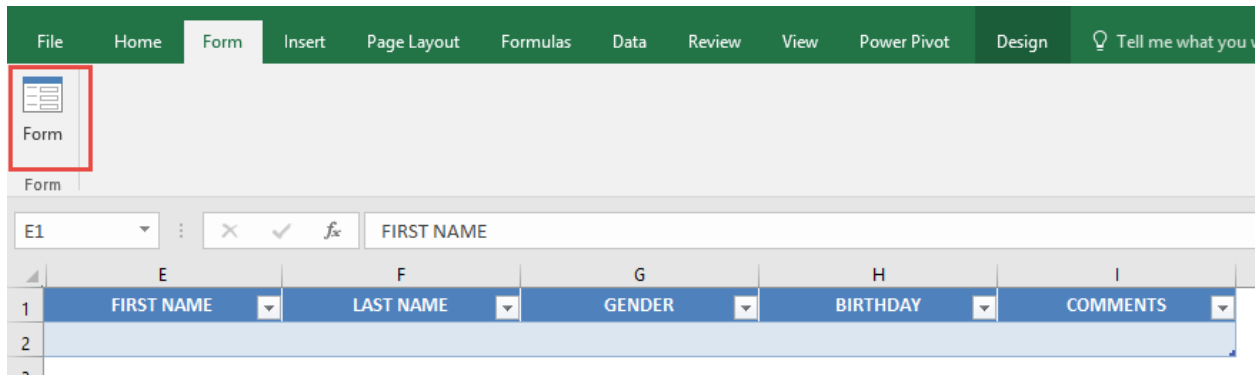 File Home Form Insert Page Layout Formulas Data Review View Power Pivot Design Tell me what you
Form
Form
E1 fx FIRST NAME
E F G H I
1 FIRST NAME LAST NAME GENDER BIRTHDAY COMMENTS
2